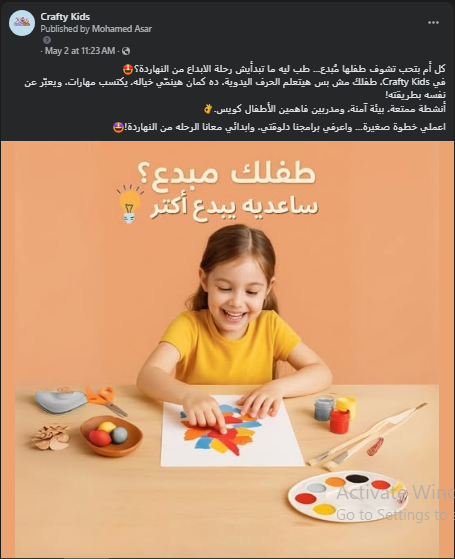 Crafty Kids
Published by Mohamed Asar
· May 2 at 11:23 AM ·
كل أم بتحب تشوف طفلها مُبدع... طب ليه ما تبدأيش رحلة الابداع من النهاردة؟🤩
في Crafty Kids، طفلك مش بس هيتعلم الحرف اليدوية، ده كمان هينمّي خياله، يكتسب مهارات، ويعبّر عن
نفسه بطريقته!
أنشطة ممتعة، بيئة آمنة، ومدربين فاهمين الأطفال كويس.👌
اعملي خطوة صغيرة... واعرفي برامجنا دلوقتي، وابدائي معانا الرحله من النهاردة!🤩
طفلك مبدع؟
ساعديه يبدع أكتر
Activate Wind
Go to Settings to